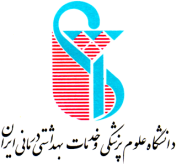 دانشگاه علوم پزشکی و خدمات بهداشتی درمانی ایران